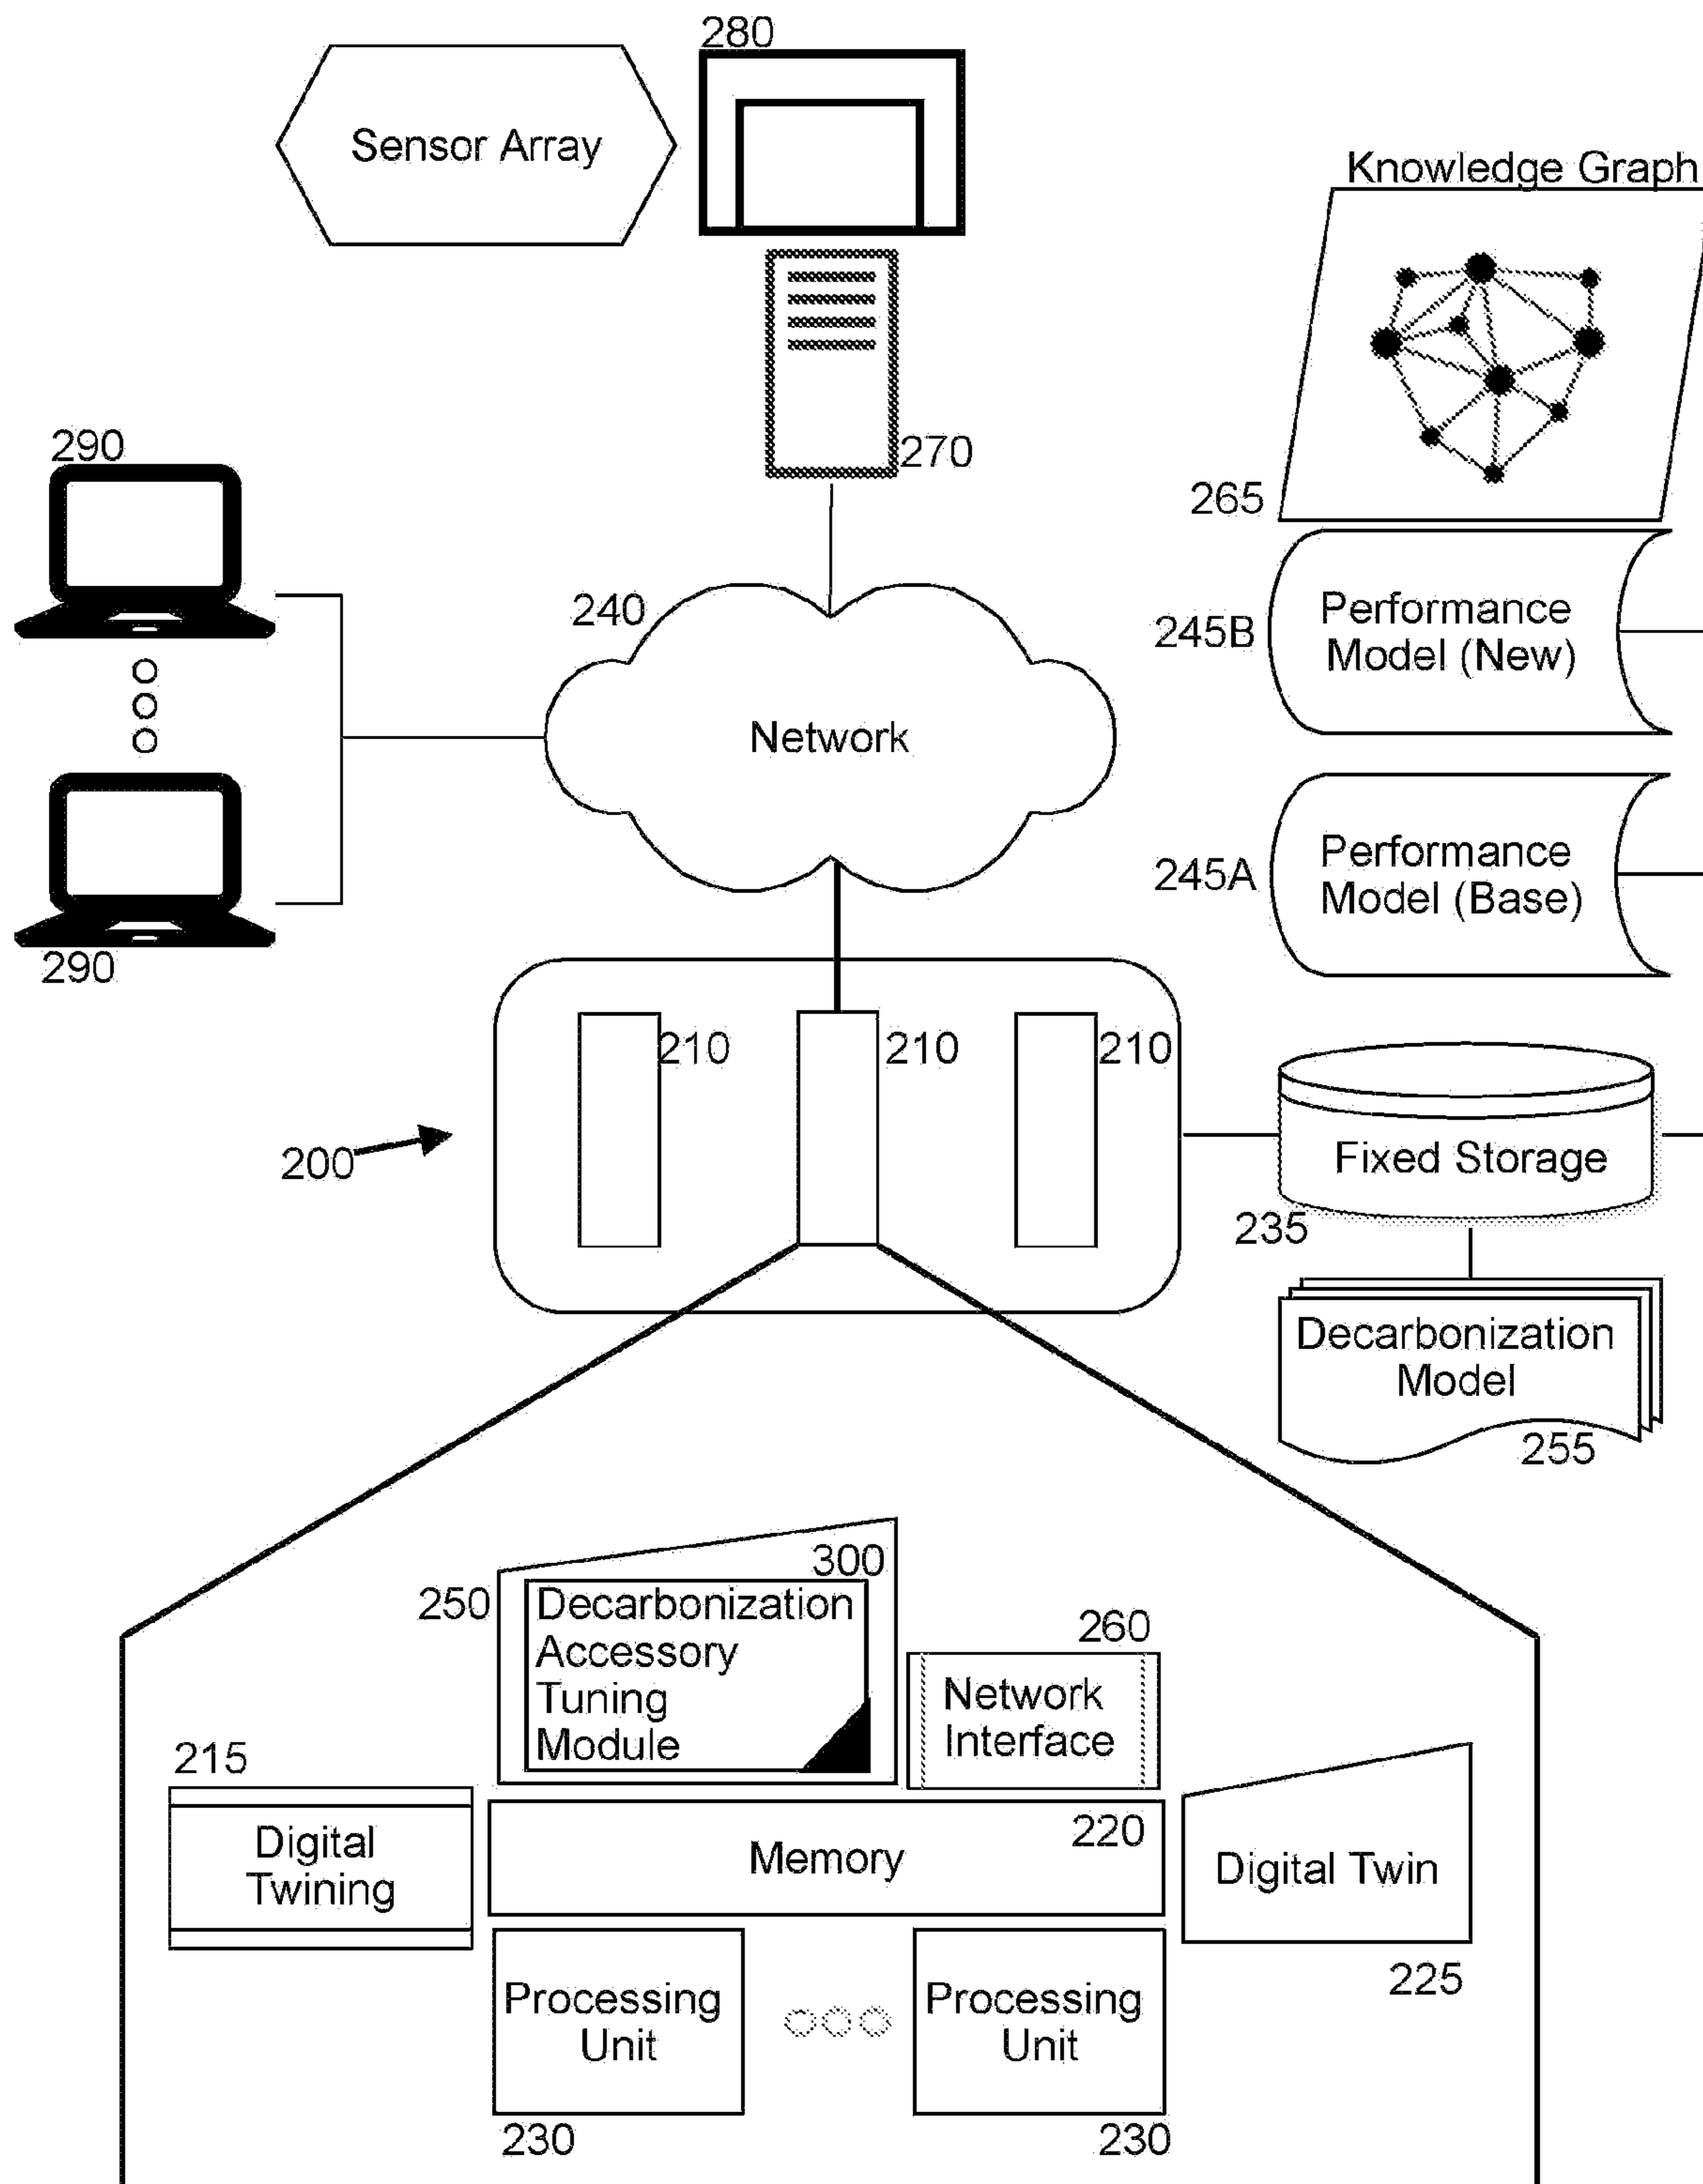 280
Sensor Array
Knowledge Graph
270
290
265
240
Performance
Model (New)
245B
Network
Performance
Model (Base)
245A
290
210
210
210
200
Fixed Storage
235
Decarbonization
Model
255
300
250
Decarbonization
Accessory
Tuning
Module
260
Network
Interface
215
Digital
Twining
220
Memory
Digital Twin
225
Processing
Unit
Processing
Unit
230
230